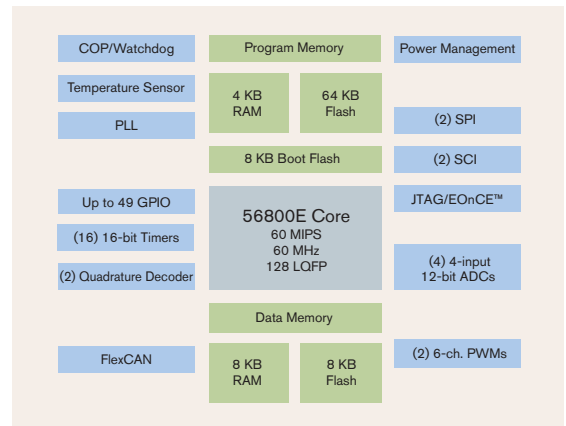 COP/Watchdog
Program Memory
Power Management
Temperature Sensor
4 KB
RAM
64 KB
Flash
PLL
(2) SPI
8 KB Boot Flash
(2) SCI
Up to 49 GPIO
56800E Core
60 MIPS
60 MHz
128 LQFP
JTAG/EOnCE™
(16) 16-bit Timers
(2) Quadrature Decoder
(4) 4-input
12-bit ADCs
Data Memory
FlexCAN
8 KB
RAM
8 KB
Flash
(2) 6-ch. PWMs